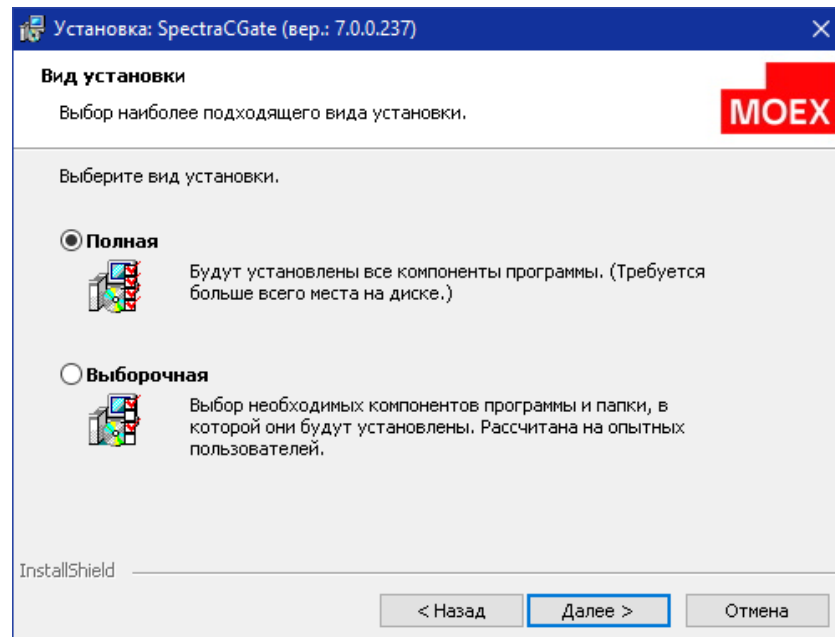 Установка: SpectraCGate (вер.: 7.0.0.237)
Вид установки
Выбор наиболее подходящего вида установки.
MOEX
Выберите вид установки.
Полная
Будут установлены все компоненты программы. (Требуется
больше всего места на диске.)
Выборочная
Выбор необходимых компонентов программы и папки, в
которой они будут установлены. Рассчитана на опытных
пользователей.
InstallShield
< Назад
Далее >
Отмена